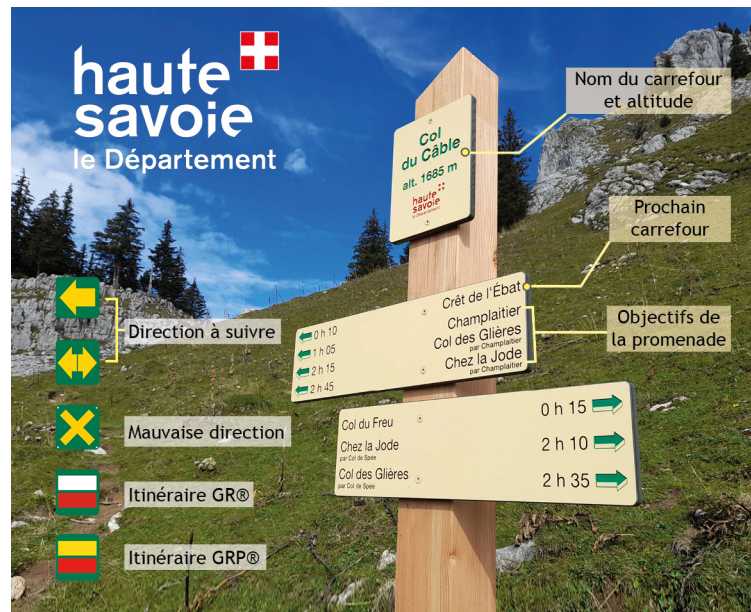 haute
savoie
le Département
Nom du carrefour
et altitude
Col
du Câble
alt. 1685 m
haute
savoie
le Département
Prochain
carrefour
Direction à suivre
Objectifs de
la promenade
0 h 10 Crêt de l'Ébat
1 h 05 Champlaitier
2 h 15 Col des Glières
par Champlaitier
2 h 45 Chez la Jode
par Champlaitier
Col du Freu 0 h 15
Chez la Jode 2 h 10
par Col de Spée
Col des Glières 2 h 35
par Col de Spée
Mauvaise direction
Itinéraire GR®
Itinéraire GRP®